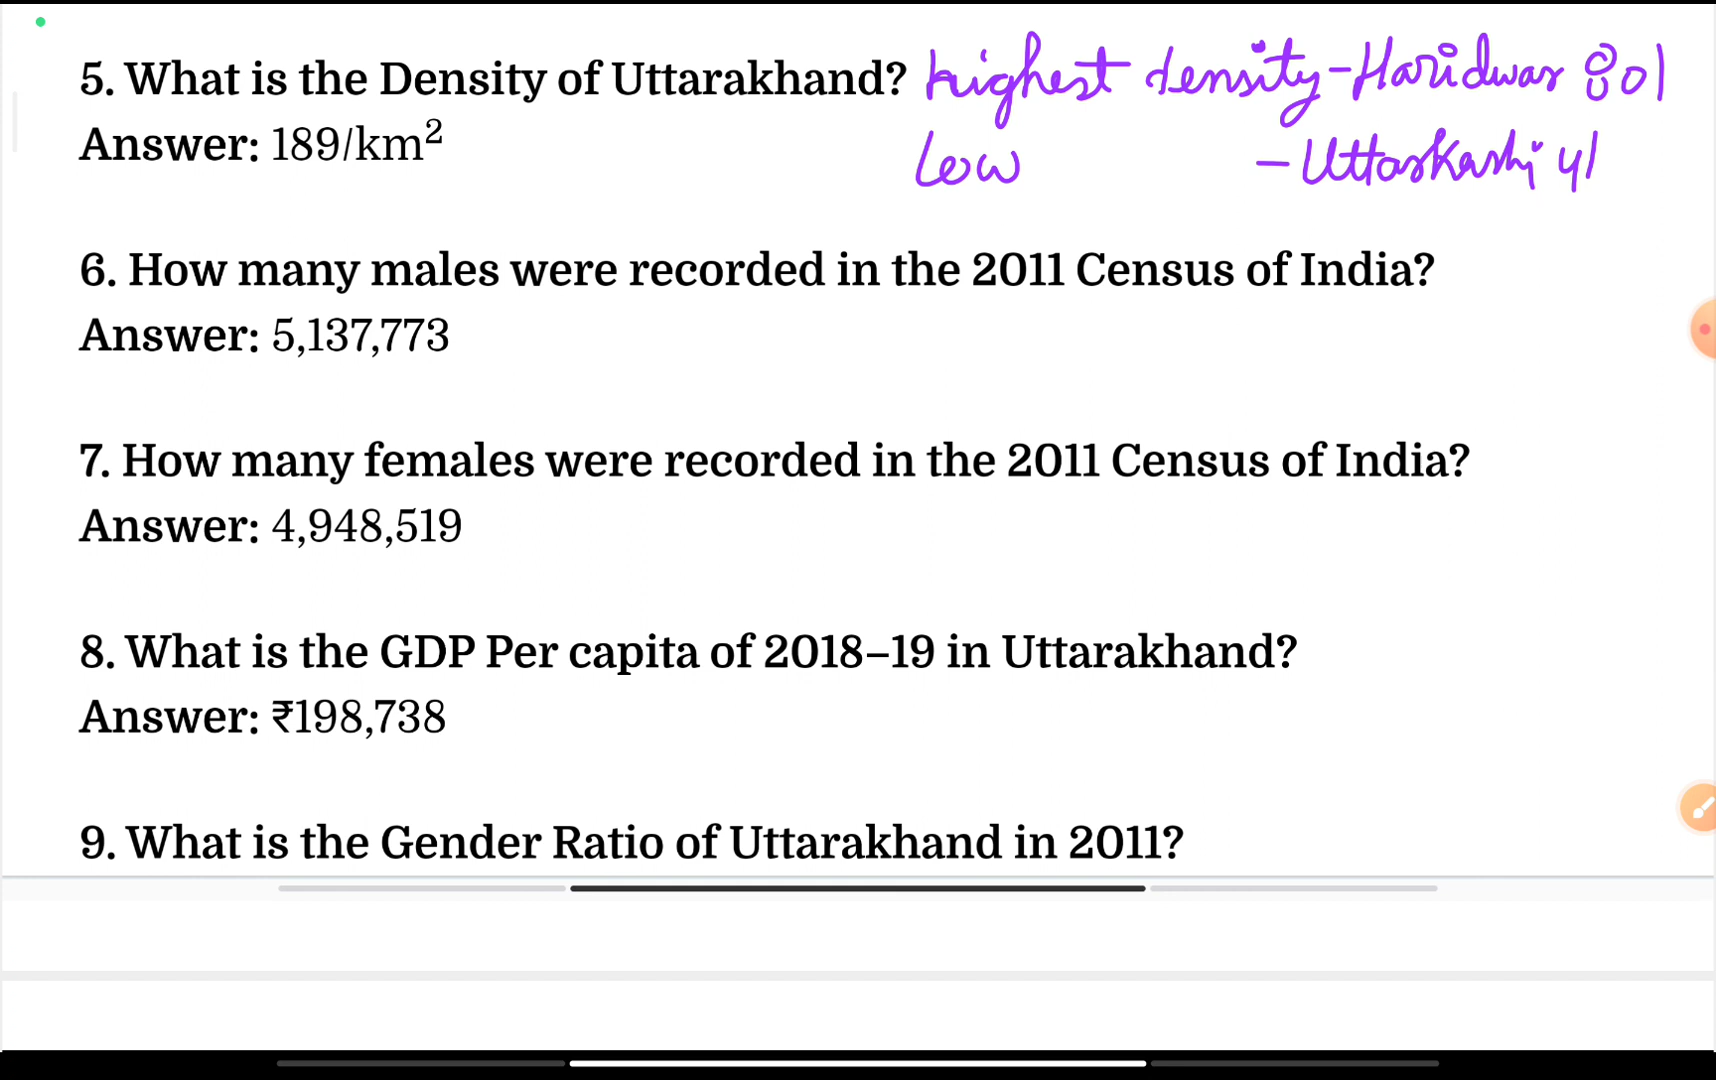 5. What is the Density of Uttarakhand? highest density - Haridwar 801
Answer: 189/km²
Low - Uttarkashi 41
6. How many males were recorded in the 2011 Census of India?
Answer: 5,137,773
7. How many females were recorded in the 2011 Census of India?
Answer: 4,948,519
8. What is the GDP Per capita of 2018–19 in Uttarakhand?
Answer: ₹198,738
9. What is the Gender Ratio of Uttarakhand in 2011?